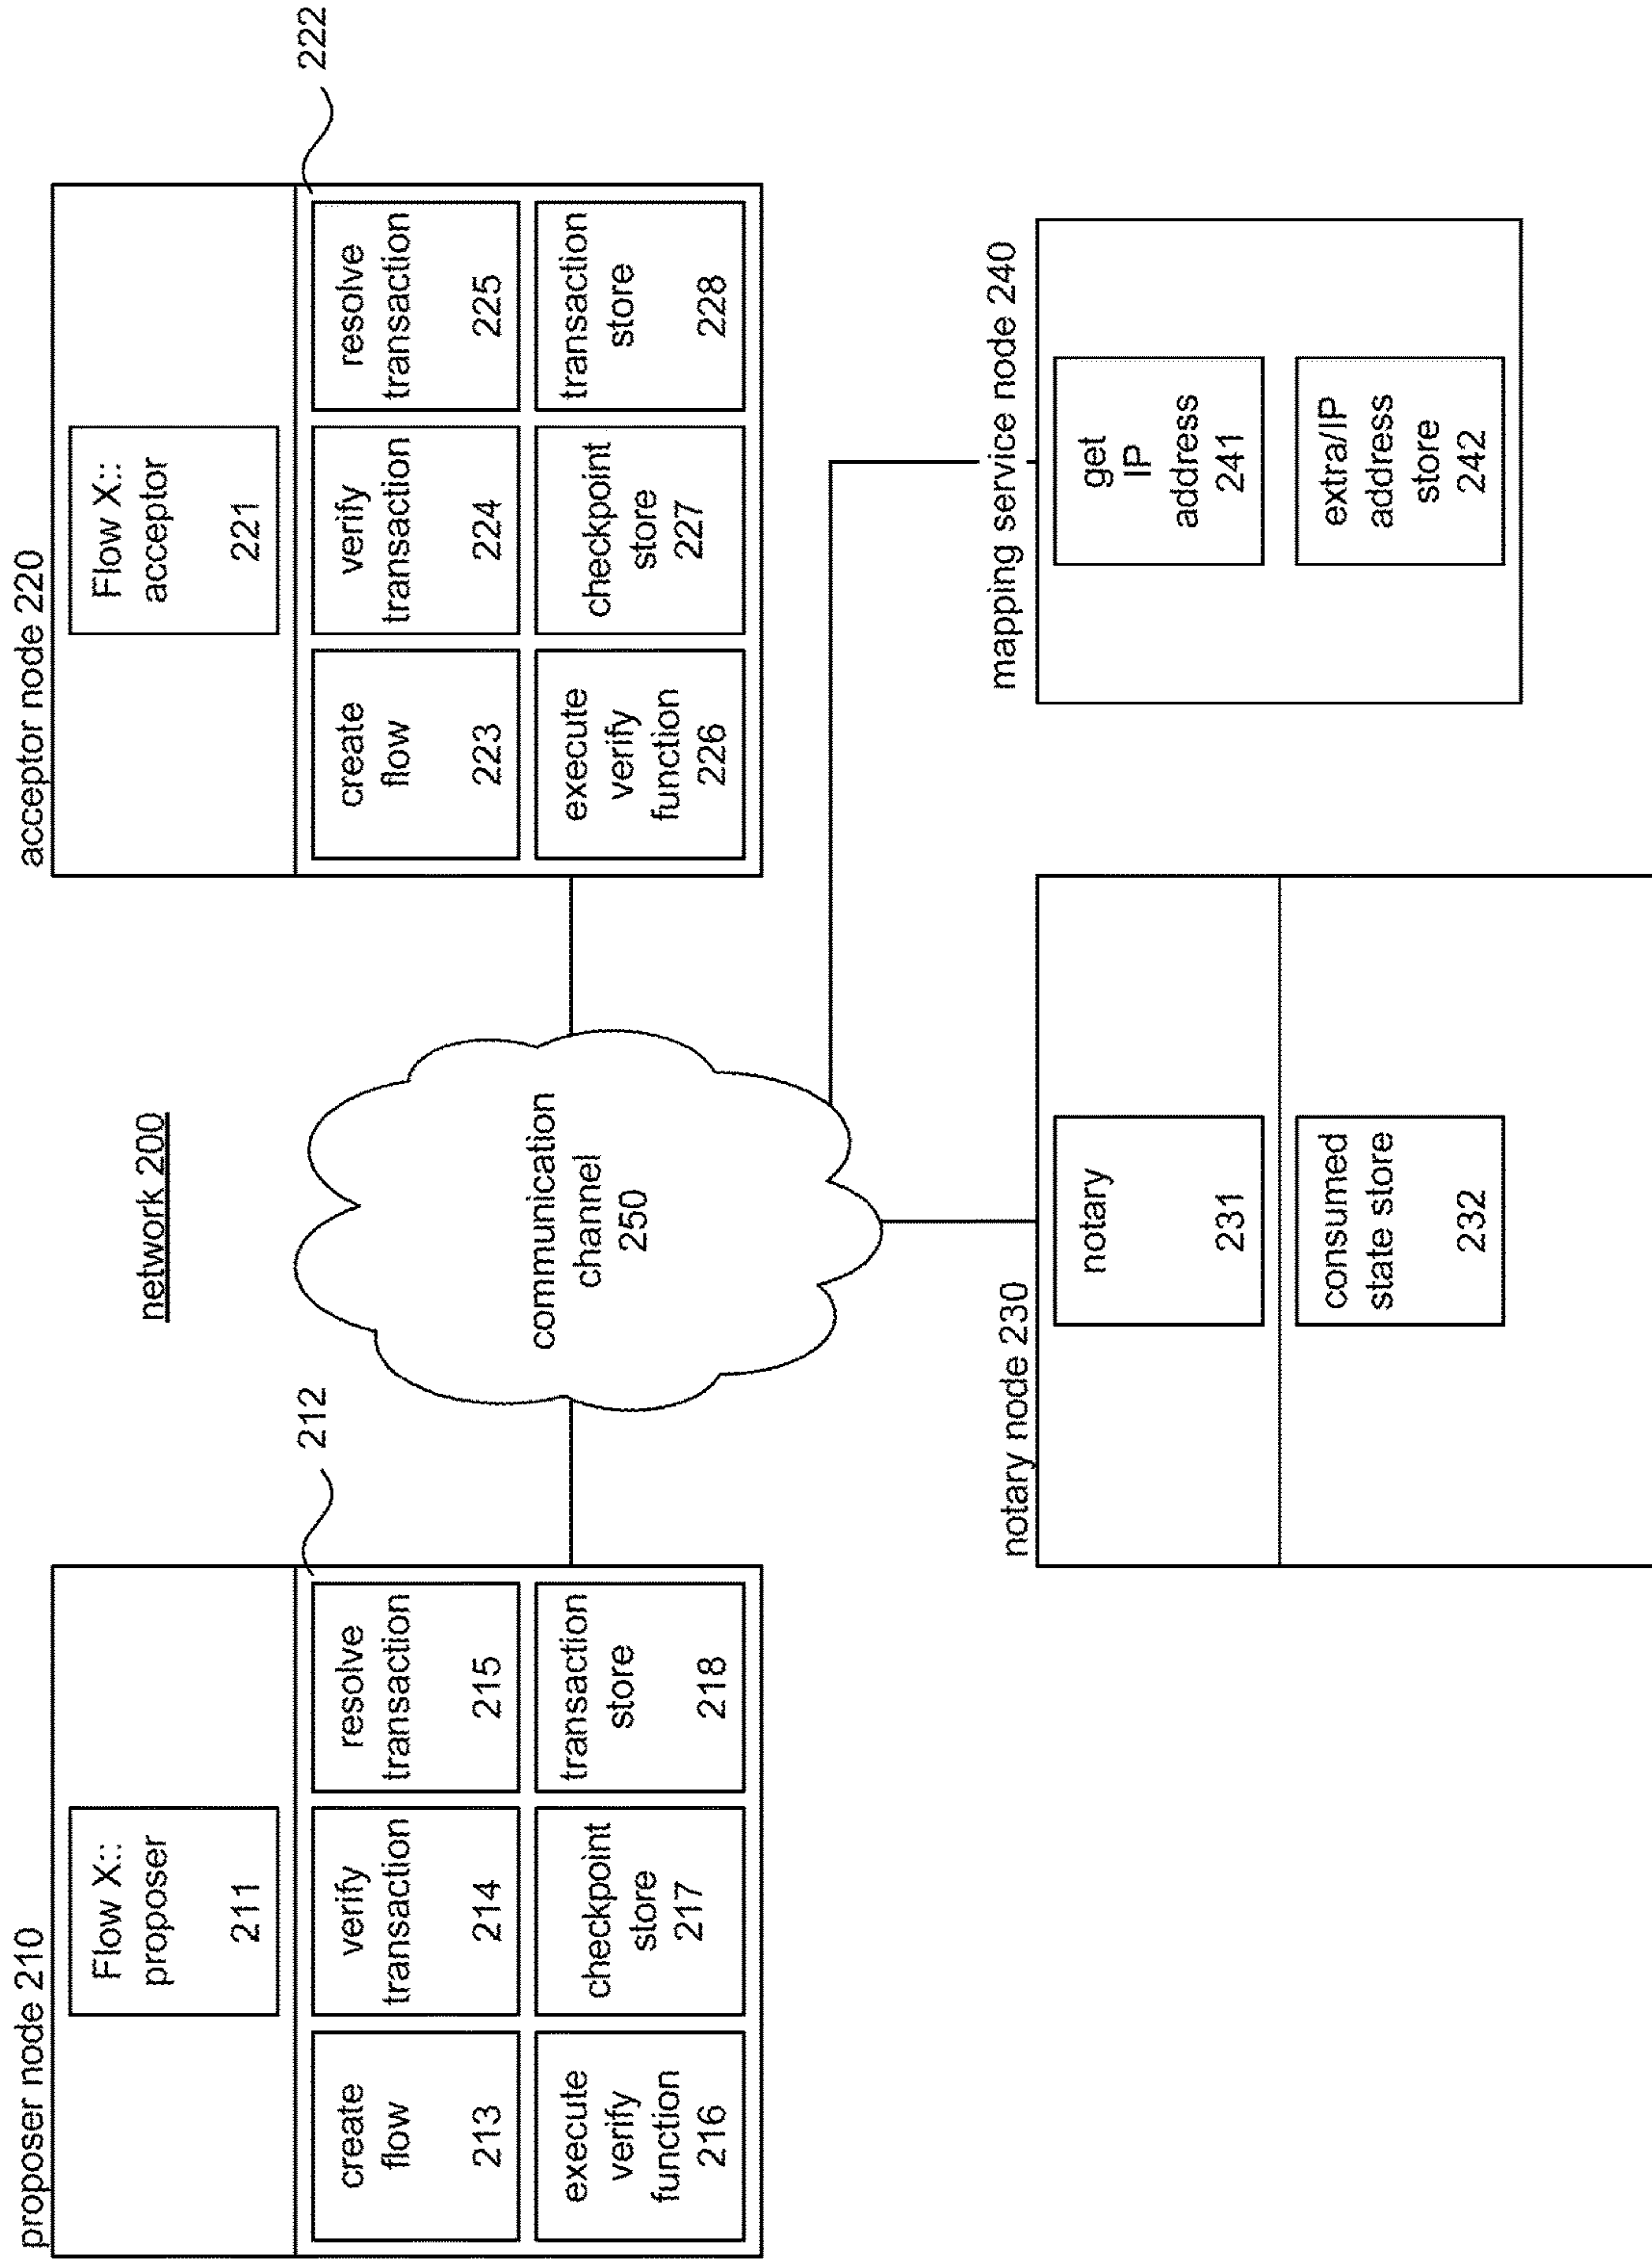 network 200
proposer node 210
Flow X::
proposer
211
212
create
flow
213
verify
transaction
214
resolve
transaction
215
execute
verify
function
216
checkpoint
store
217
transaction
store
218
communication
channel
250
acceptor node 220
Flow X::
acceptor
221
222
create
flow
223
verify
transaction
224
resolve
transaction
225
execute
verify
function
226
checkpoint
store
227
transaction
store
228
notary node 230
notary
231
consumed
state store
232
mapping service node 240
get
IP
address
241
extra/IP
address
store
242